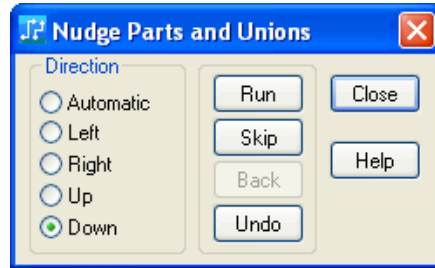 Nudge Parts and Unions
Direction
Automatic
Left
Right
Up
Down
Run
Skip
Back
Undo
Close
Help